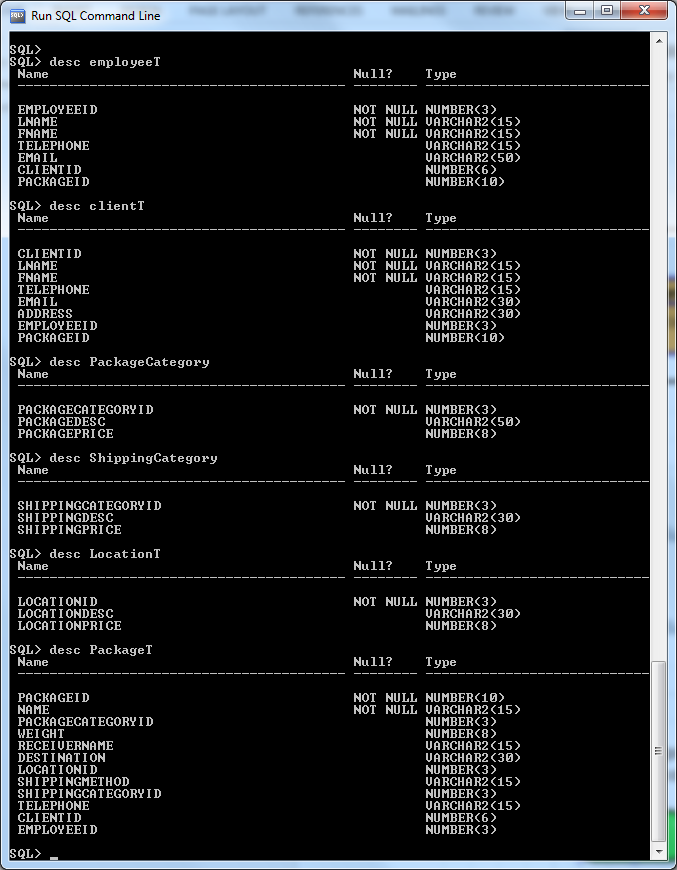 Run SQL Command Line
SQL>
SQL> desc employeeT
Name Null? Type
----------------------------------------- -------- ----------------------------
EMPLOYEEID NOT NULL NUMBER(3)
LNAME NOT NULL VARCHAR2(15)
FNAME NOT NULL VARCHAR2(15)
TELEPHONE VARCHAR2(15)
EMAIL VARCHAR2(50)
CLIENTID NUMBER(6)
PACKAGEID NUMBER(10)
SQL> desc clientT
Name Null? Type
----------------------------------------- -------- ----------------------------
CLIENTID NOT NULL NUMBER(3)
LNAME NOT NULL VARCHAR2(15)
FNAME NOT NULL VARCHAR2(15)
TELEPHONE VARCHAR2(15)
EMAIL VARCHAR2(30)
ADDRESS VARCHAR2(30)
EMPLOYEEID NUMBER(3)
PACKAGEID NUMBER(10)
SQL> desc PackageCategory
Name Null? Type
----------------------------------------- -------- ----------------------------
PACKAGECATEGORYID NOT NULL NUMBER(3)
PACKAGEDESC VARCHAR2(50)
PACKAGEPRICE NUMBER(8)
SQL> desc ShippingCategory
Name Null? Type
----------------------------------------- -------- ----------------------------
SHIPPINGCATEGORYID NOT NULL NUMBER(3)
SHIPPINGDESC VARCHAR2(30)
SHIPPINGPRICE NUMBER(8)
SQL> desc LocationT
Name Null? Type
----------------------------------------- -------- ----------------------------
LOCATIONID NOT NULL NUMBER(3)
LOCATIONDESC VARCHAR2(30)
LOCATIONPRICE NUMBER(8)
SQL> desc PackageT
Name Null? Type
----------------------------------------- -------- ----------------------------
PACKAGEID NOT NULL NUMBER(10)
NAME NOT NULL VARCHAR2(15)
PACKAGECATEGORYID NUMBER(3)
WEIGHT NUMBER(8)
RECEIVERNAME VARCHAR2(15)
DESTINATION VARCHAR2(30)
LOCATIONID NUMBER(3)
SHIPPINGMETHOD VARCHAR2(15)
SHIPPINGCATEGORYID NUMBER(3)
TELEPHONE VARCHAR2(15)
CLIENTID NUMBER(6)
EMPLOYEEID NUMBER(3)
SQL> _